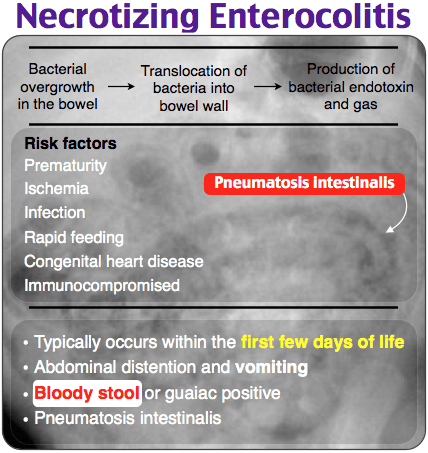 Necrotizing Enterocolitis
Bacterial overgrowth in the bowel → Translocation of bacteria into bowel wall → Production of bacterial endotoxin and gas
Risk factors
Prematurity
Ischemia
Pneumatosis intestinalis
Infection
Rapid feeding
Congenital heart disease
Immunocompromised
• Typically occurs within the first few days of life
• Abdominal distention and vomiting
• Bloody stool or guaiac positive
• Pneumatosis intestinalis